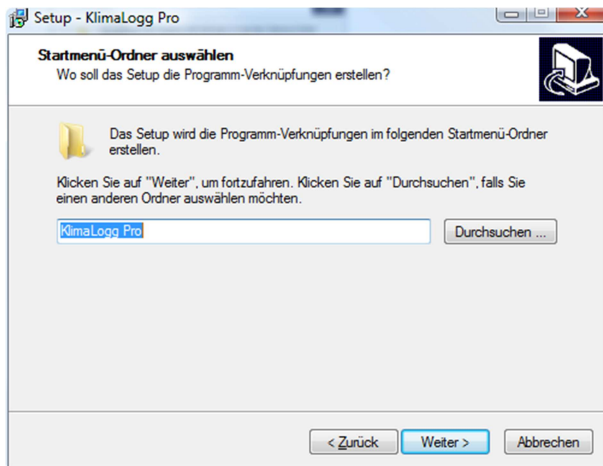 Setup - KlimaLogg Pro
Startmenü-Ordner auswählen
Wo soll das Setup die Programm-Verknüpfungen erstellen?
Das Setup wird die Programm-Verknüpfungen im folgenden Startmenü-Ordner
erstellen.
Klicken Sie auf "Weiter", um fortzufahren. Klicken Sie auf "Durchsuchen", falls Sie
einen anderen Ordner auswählen möchten.
KlimaLogg Pro
Durchsuchen ...
< Zurück
Weiter >
Abbrechen